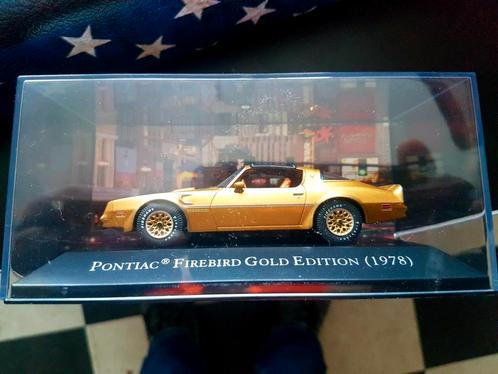 PONTIAC® FIREBIRD GOLD EDITION (1978)